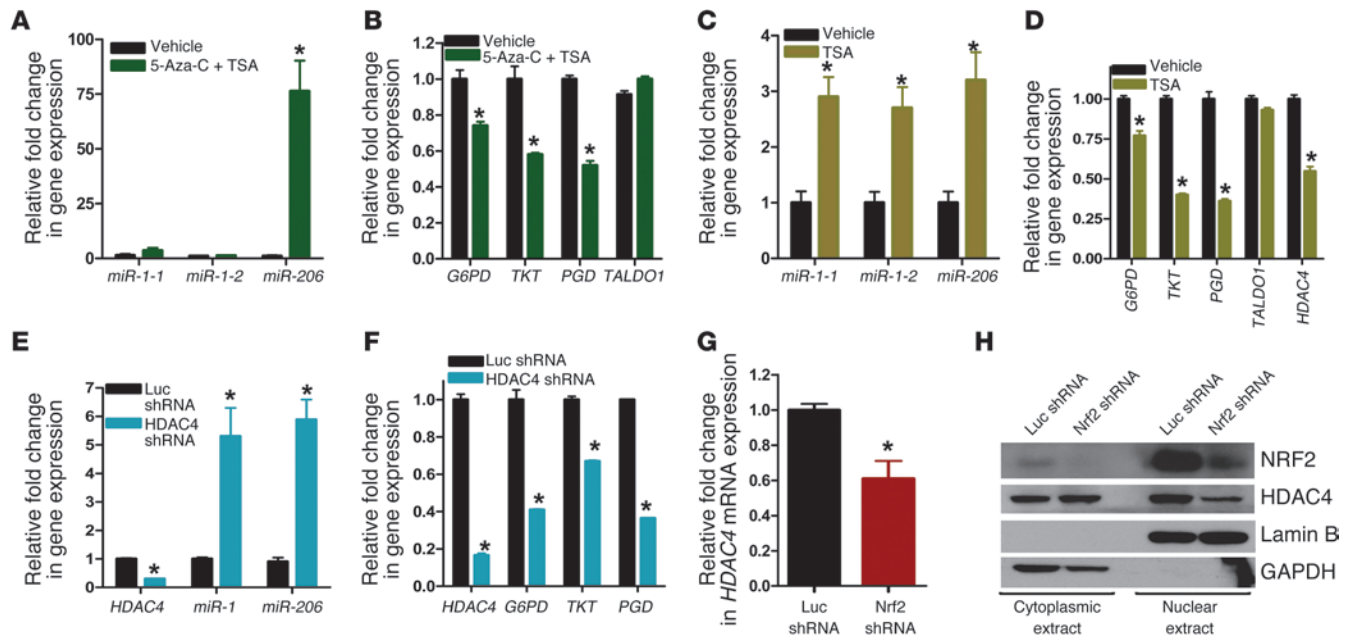 A
Relative fold change
in gene expression
100
75
50
25
0
Vehicle
5-Aza-C + TSA
*
miR-1-1 miR-1-2 miR-206
B
Relative fold change
in gene expression
1.2
1.0
0.8
0.6
0.4
0.2
0.0
Vehicle
5-Aza-C + TSA
* * *
G6PD TKT PGD TALDO1
C
Relative fold change
in gene expression
4
3
2
1
0
Vehicle
TSA
* * *
miR-1-1 miR-1-2 miR-206
D
Relative fold change
in gene expression
1.00
0.75
0.50
0.25
0.00
Vehicle
TSA
* * * *
G6PD TKT PGD TALDO1 HDAC4
E
Relative fold change
in gene expression
7
6
5
4
3
2
1
0
Luc
shRNA
HDAC4
shRNA
* * *
HDAC4 miR-1 miR-206
F
Relative fold change
in gene expression
1.2
1.0
0.8
0.6
0.4
0.2
0.0
Luc shRNA
HDAC4 shRNA
* * * *
HDAC4 G6PD TKT PGD
G
Relative fold change
in HDAC4 mRNA expression
1.2
1.0
0.8
0.6
0.4
1.2
0.0
*
Luc Nrf2
shRNA shRNA
H
Luc shRNA Nrf2 shRNA Luc shRNA Nrf2 shRNA
NRF2
HDAC4
Lamin B
GAPDH
Cytoplasmic Nuclear
extract extract